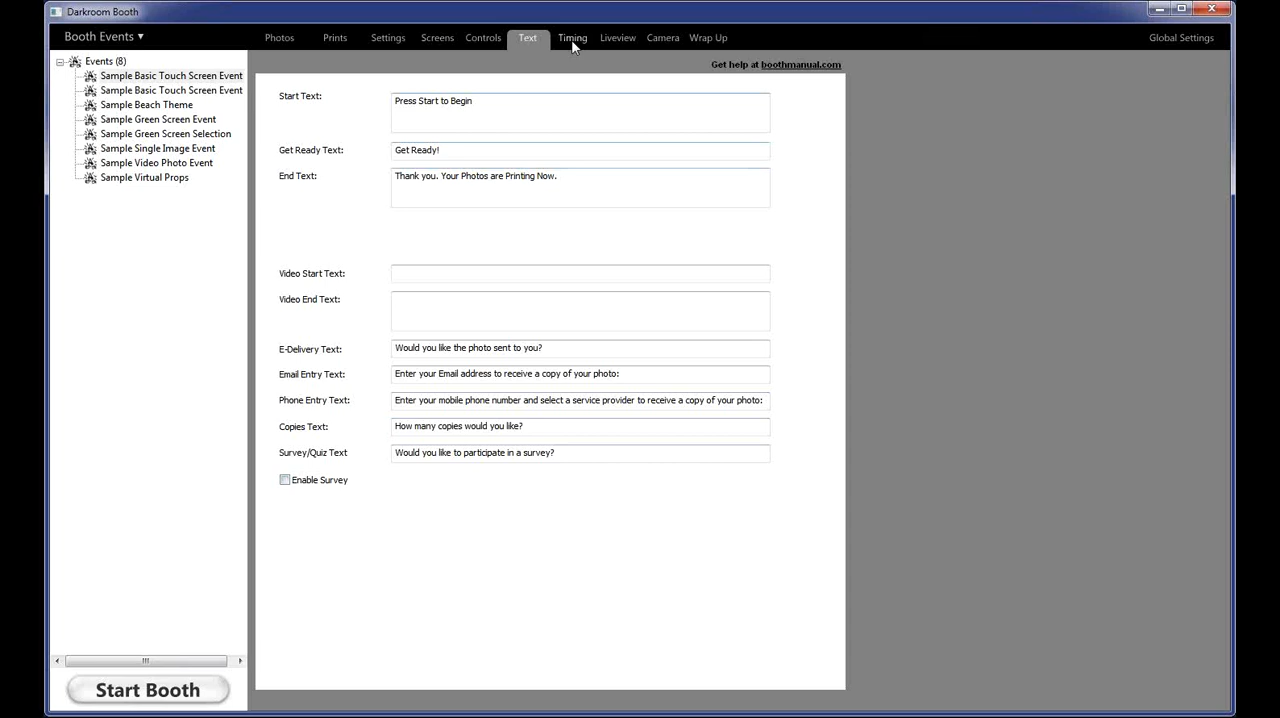 Darkroom Booth
Booth Events ▾
Photos Prints Settings Screens Controls Text Timing Liveview Camera Wrap Up Global Settings
Get help at boothmanual.com
Events (8)
Sample Basic Touch Screen Event
Sample Basic Touch Screen Event
Sample Beach Theme
Sample Green Screen Event
Sample Green Screen Selection
Sample Single Image Event
Sample Video Photo Event
Sample Virtual Props
Start Booth
Start Text: Press Start to Begin
Get Ready Text: Get Ready!
End Text: Thank you. Your Photos are Printing Now.
Video Start Text:
Video End Text:
E-Delivery Text: Would you like the photo sent to you?
Email Entry Text: Enter your Email address to receive a copy of your photo:
Phone Entry Text: Enter your mobile phone number and select a service provider to receive a copy of your photo:
Copies Text: How many copies would you like?
Survey/Quiz Text Would you like to participate in a survey?
Enable Survey